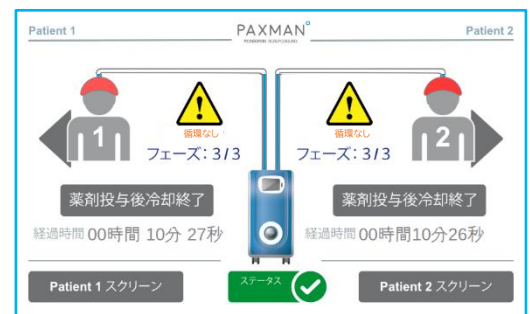 Patient 1
PAXMAN
Patient 2
循環なし
循環なし
1
2
フェーズ: 3/3
フェーズ: 3/3
薬剤投与後冷却終了
薬剤投与後冷却終了
経過時間 00時間 10分 27秒
経過時間 00時間10分26秒
ステータス
Patient 1 スクリーン
Patient 2 スクリーン